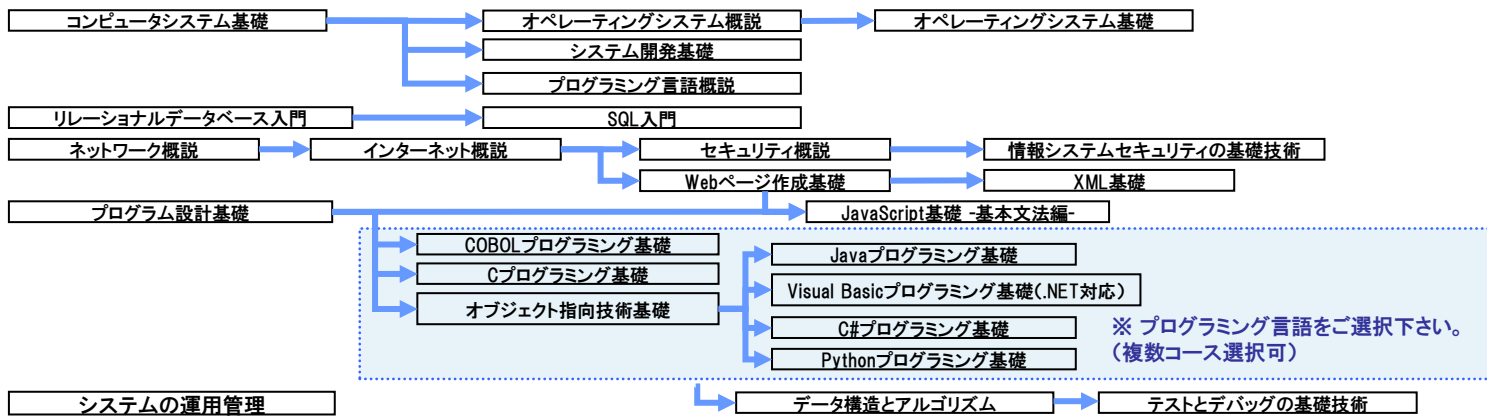 コンピュータシステム基礎
オペレーティングシステム概説
オペレーティングシステム基礎
システム開発基礎
プログラミング言語概説
リレーショナルデータベース入門
SQL入門
ネットワーク概説
インターネット概説
セキュリティ概説
情報システムセキュリティの基礎技術
Webページ作成基礎
XML基礎
プログラム設計基礎
JavaScript基礎 -基本文法編-
COBOLプログラミング基礎
Cプログラミング基礎
オブジェクト指向技術基礎
Javaプログラミング基礎
Visual Basicプログラミング基礎(.NET対応)
C#プログラミング基礎
Pythonプログラミング基礎
※ プログラミング言語をご選択下さい。
(複数コース選択可)
システムの運用管理
データ構造とアルゴリズム
テストとデバッグの基礎技術